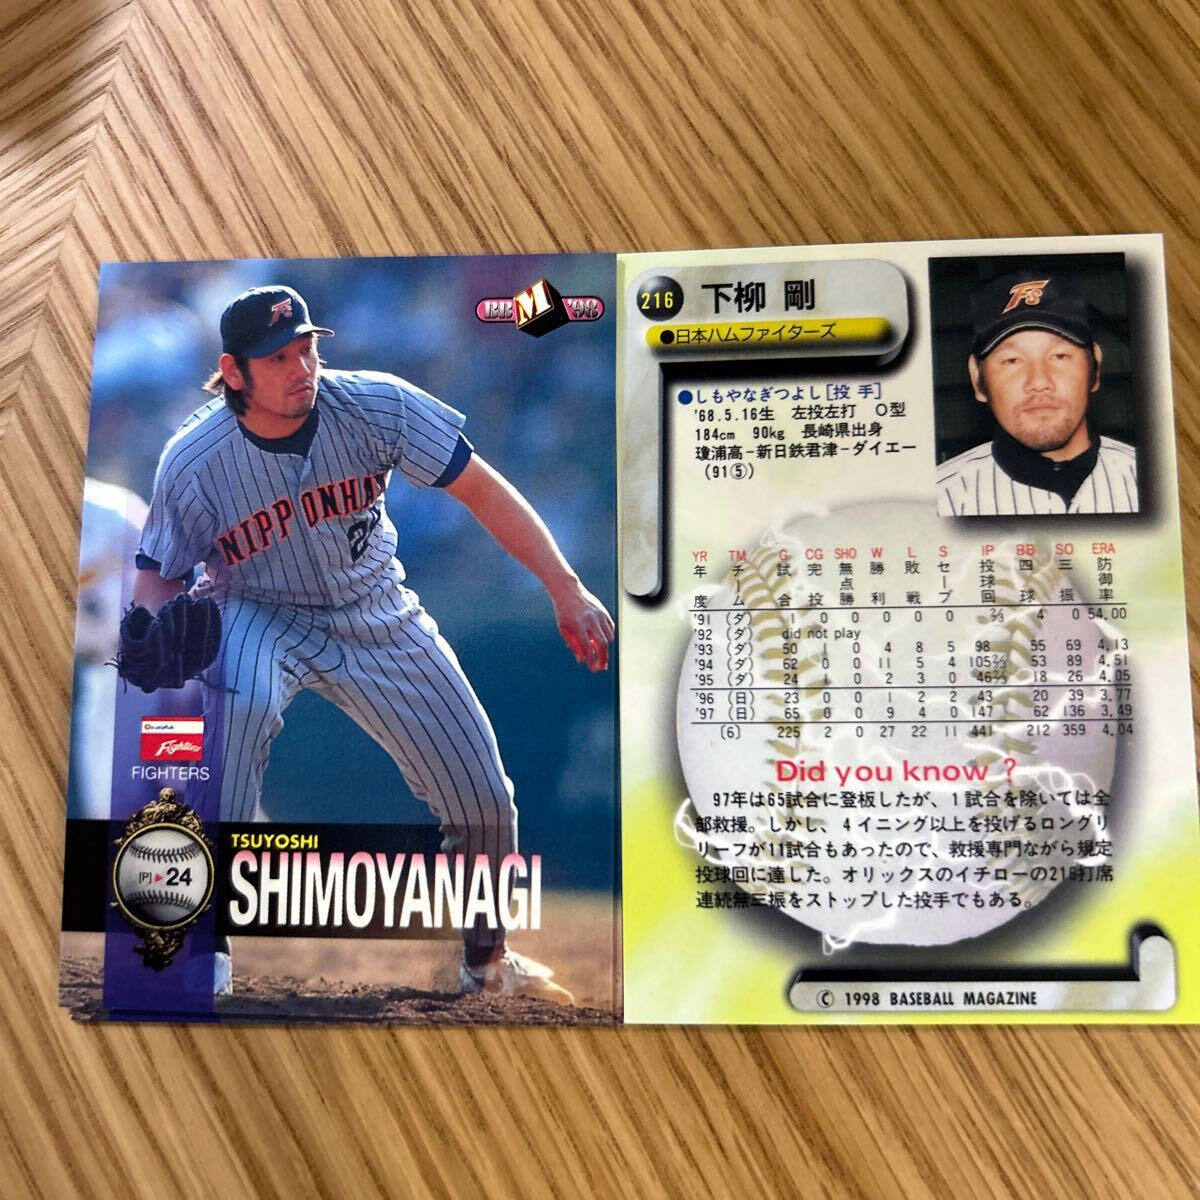 BBM '98
Fs
NIPPONHA
2
Fighters
FIGHTERS
[P]▶24
TSUYOSHI
SHIMOYANAGI
216 下柳 剛
●日本ハムファイターズ
Fs
●しもやなぎつよし[投 手]
'68.5.16生 左投左打 O型
184cm 90kg 長崎県出身
瓊浦高－新日鉄君津－ダイエー
(91⑤)
YR TM G CG SHO W L S IP BB SO ERA
年度 チーム 試合 完投 無点勝 勝利 敗戦 セーブ 投球回 四球 三振 防御率
'91 (ダ) 1 0 0 0 0 0 ⅔ 4 0 54.00
'92 (ダ) did not play
'93 (ダ) 50 1 0 4 8 5 98 55 69 4.13
'94 (ダ) 62 0 0 11 5 4 105⅔ 53 89 4.51
'95 (ダ) 24 1 0 2 3 0 46⅔ 18 26 4.05
'96 (日) 23 0 0 1 2 2 43 20 39 3.77
'97 (日) 65 0 0 9 4 0 147 62 136 3.49
〔6〕 225 2 0 27 22 11 441 212 359 4.04
Did you know ?
97年は65試合に登板したが、1試合を除いては全
部救援。しかし、4イニング以上を投げるロングリ
リーフが11試合もあったので、救援専門ながら規定
投球回に達した。オリックスのイチローの216打席
連続無三振をストップした投手でもある。
© 1998 BASEBALL MAGAZINE